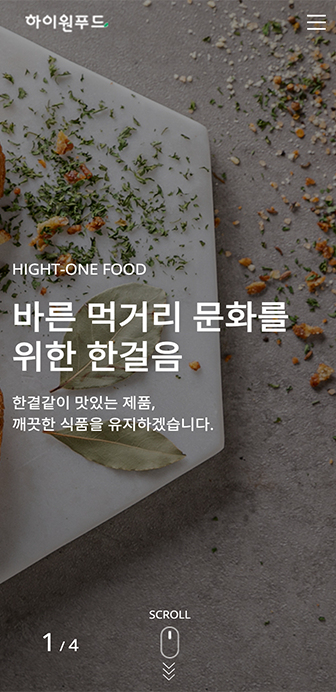 하이원푸드
HIGHT-ONE FOOD
바른 먹거리 문화를
위한 한걸음
한결같이 맛있는 제품,
깨끗한 식품을 유지하겠습니다.
SCROLL
1 / 4